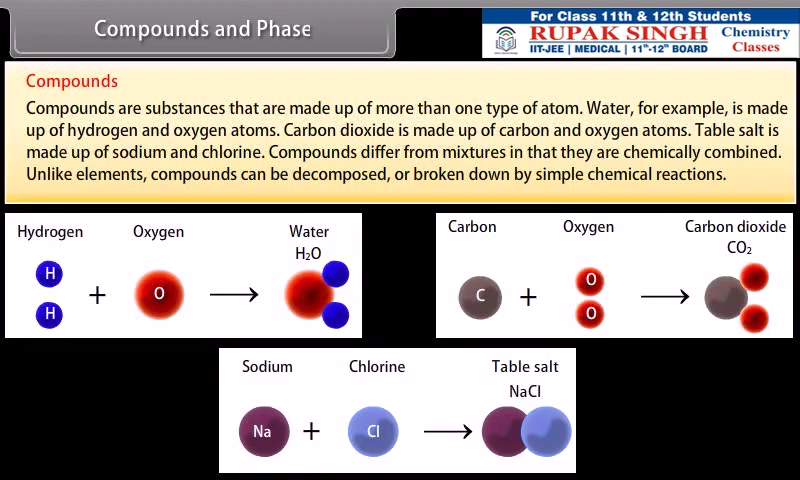 Compounds and Phase
For Class 11th & 12th Students
RUPAK SINGH
Chemistry
Classes
IIT-JEE | MEDICAL | 11th-12th BOARD
Compounds
Compounds are substances that are made up of more than one type of atom. Water, for example, is made
up of hydrogen and oxygen atoms. Carbon dioxide is made up of carbon and oxygen atoms. Table salt is
made up of sodium and chlorine. Compounds differ from mixtures in that they are chemically combined.
Unlike elements, compounds can be decomposed, or broken down by simple chemical reactions.
Hydrogen Oxygen Water
H₂O
H
+ O →
H
Carbon Oxygen Carbon dioxide
CO₂
O
C + →
O
Sodium Chlorine Table salt
NaCl
Na + Cl →